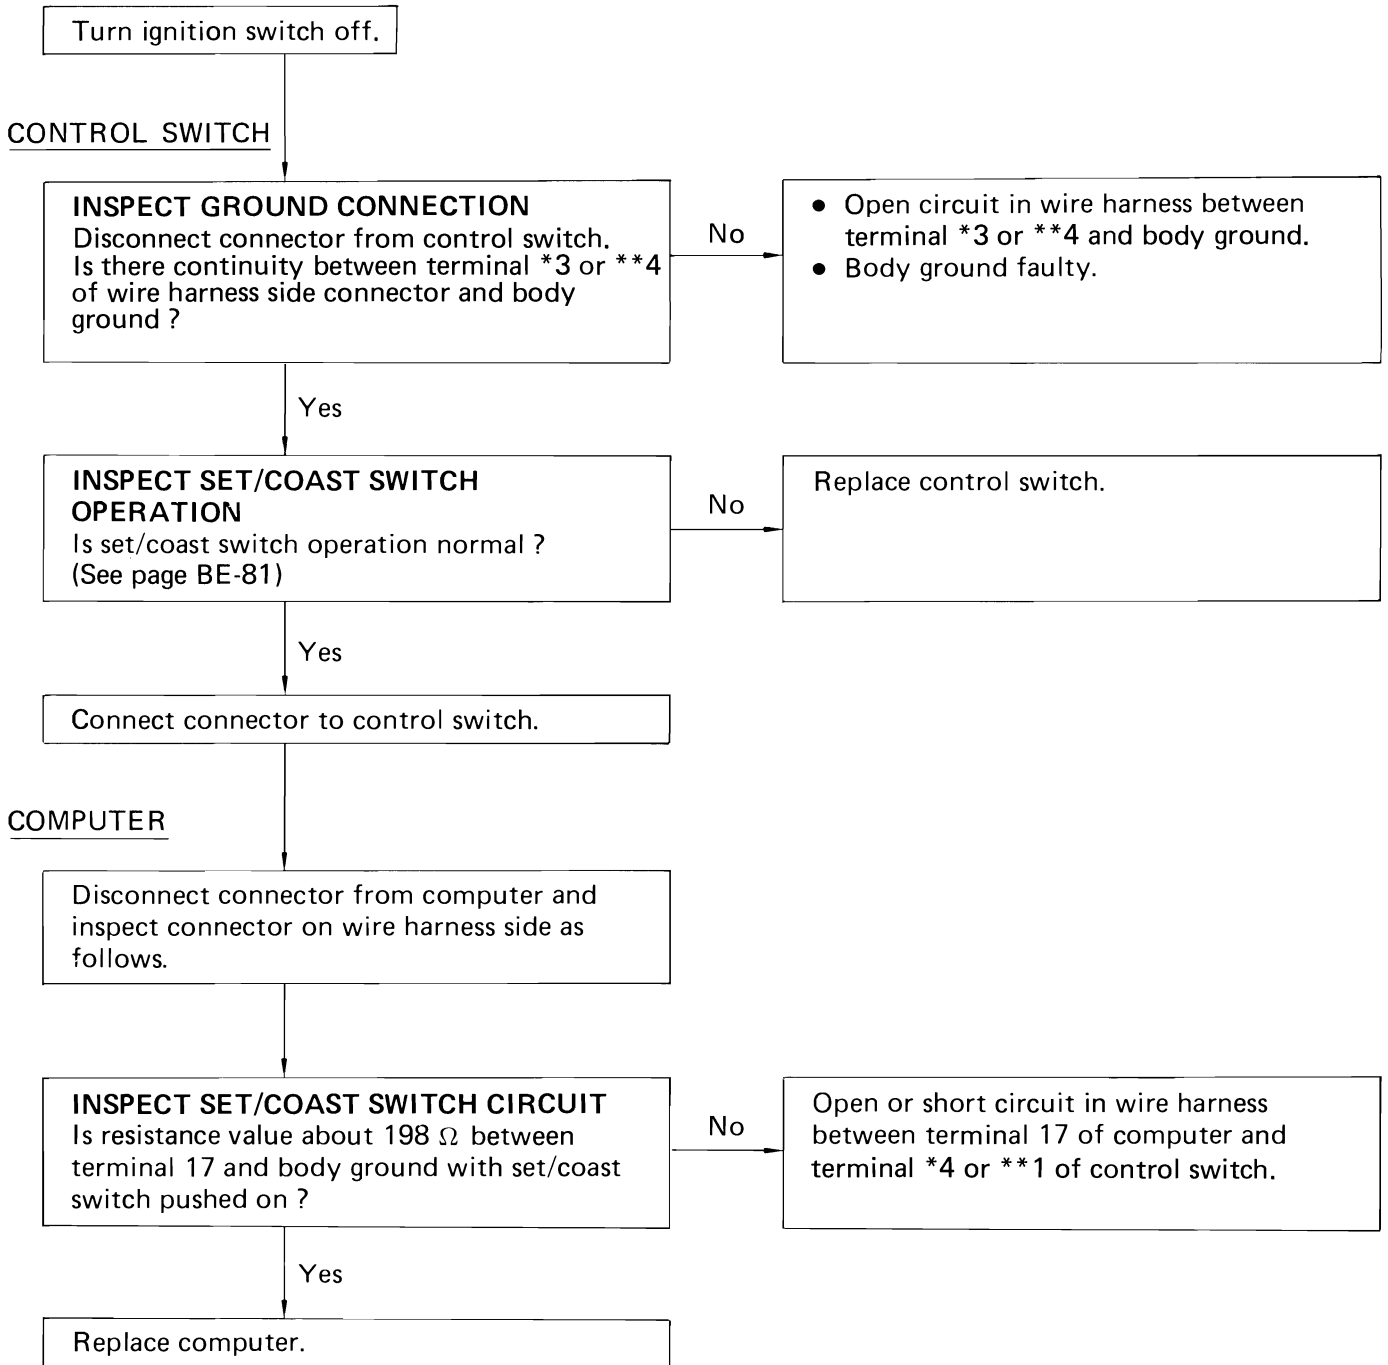 Turn ignition switch off.
CONTROL SWITCH
INSPECT GROUND CONNECTION
Disconnect connector from control switch.
Is there continuity between terminal *3 or **4
of wire harness side connector and body
ground ?
No
● Open circuit in wire harness between
terminal *3 or **4 and body ground.
● Body ground faulty.
Yes
INSPECT SET/COAST SWITCH
OPERATION
Is set/coast switch operation normal ?
(See page BE-81)
No
Replace control switch.
Yes
Connect connector to control switch.
COMPUTER
Disconnect connector from computer and
inspect connector on wire harness side as
follows.
INSPECT SET/COAST SWITCH CIRCUIT
Is resistance value about 198 Ω between
terminal 17 and body ground with set/coast
switch pushed on ?
No
Open or short circuit in wire harness
between terminal 17 of computer and
terminal *4 or **1 of control switch.
Yes
Replace computer.